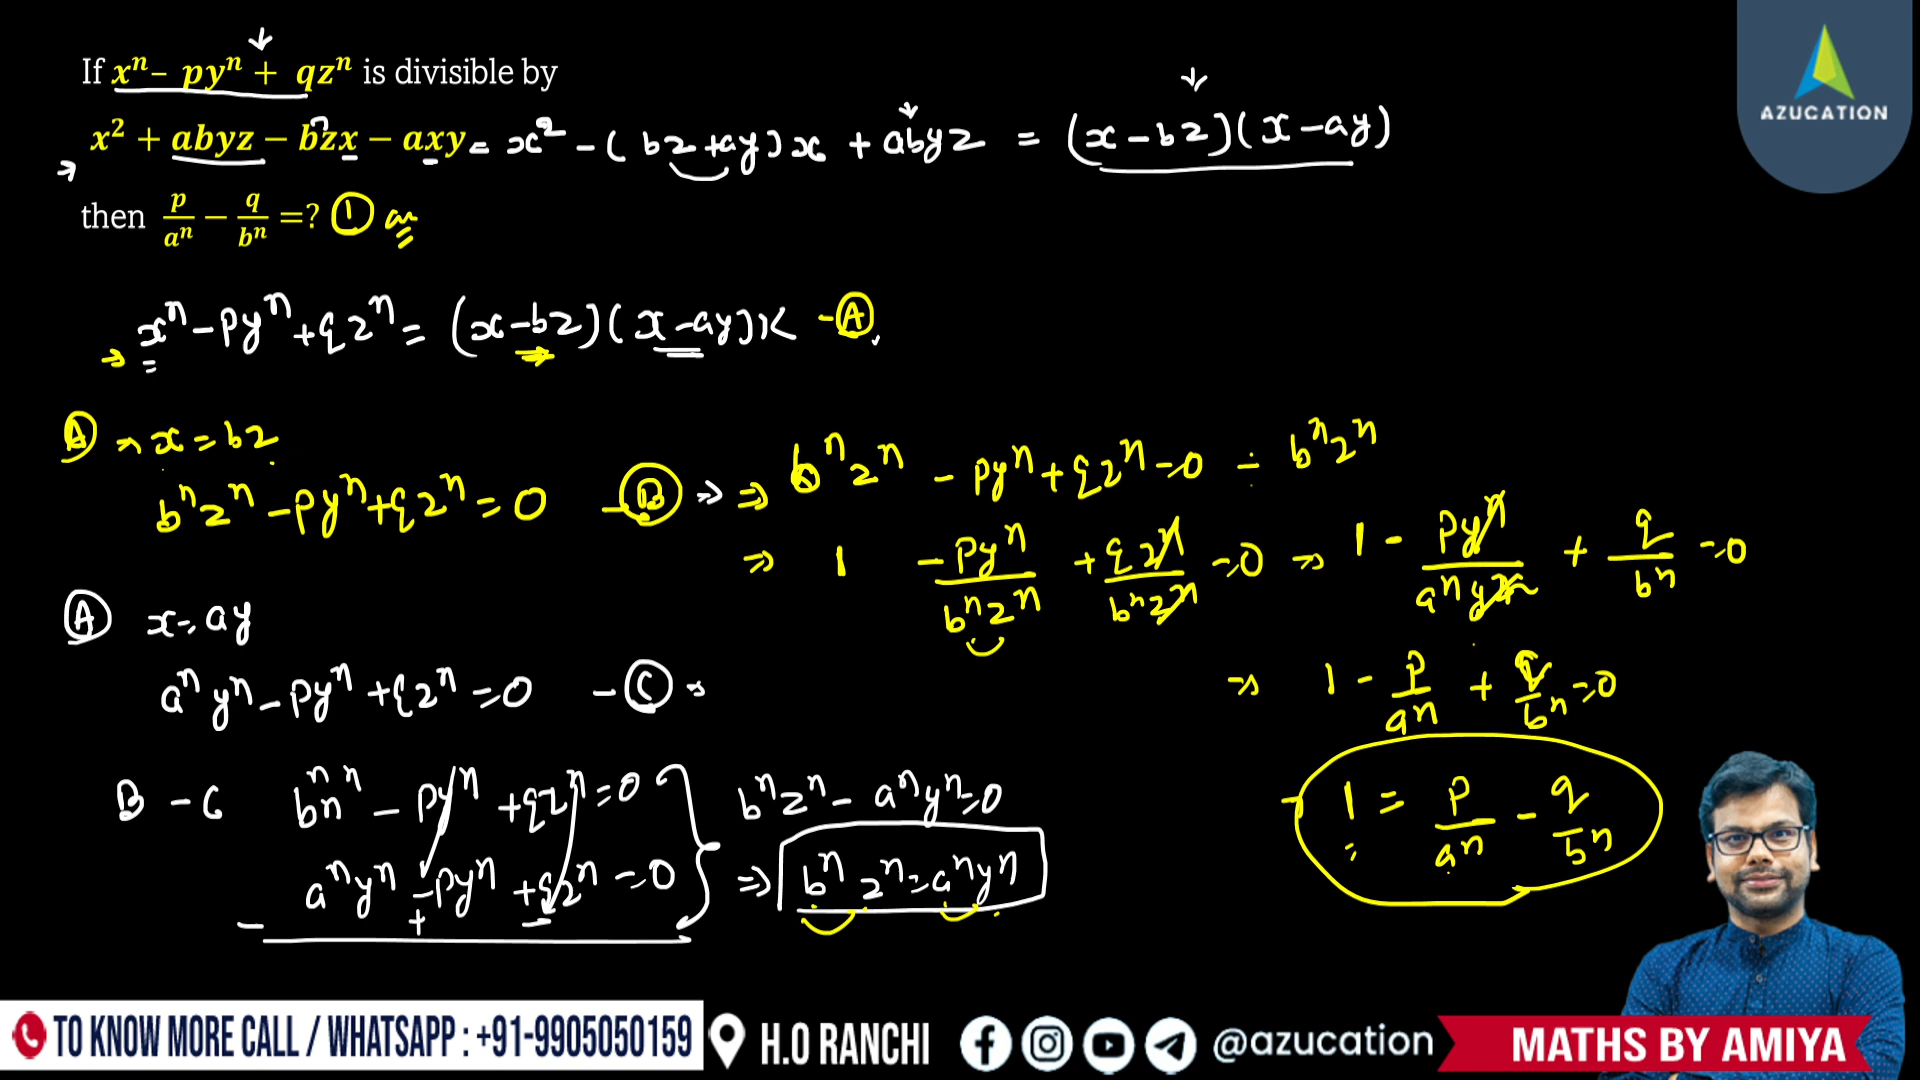 If xⁿ – pyⁿ + qzⁿ is divisible by
x² + abyz – bzx – axy = x² – (bz + ay)x + abyz = (x – bz)(x – ay)
then p/aⁿ – q/bⁿ =? ① ans
AZUCATION
⇒ xⁿ – pyⁿ + qzⁿ = (x – bz)(x – ay)K – Ⓐ
Ⓐ → x = bz
bⁿzⁿ – pyⁿ + qzⁿ = 0 – Ⓑ ⇒ ⇒ bⁿzⁿ – pyⁿ + qzⁿ = 0 ÷ bⁿzⁿ
⇒ 1 – pyⁿ/bⁿzⁿ + qzⁿ/bⁿzⁿ = 0 ⇒ 1 – pyⁿ/aⁿyⁿ + q/bⁿ = 0
Ⓐ x = ay
aⁿyⁿ – pyⁿ + qzⁿ = 0 – Ⓒ ⇒
⇒ 1 – p/aⁿ + q/bⁿ = 0
B – C bnⁿⁿ – pyⁿ + qzⁿ = 0 bⁿzⁿ – aⁿyⁿ = 0
aⁿyⁿ – pyⁿ + qzⁿ = 0 ⇒ bⁿzⁿ = aⁿyⁿ
– + –
→ 1 = p/aⁿ – q/bⁿ
TO KNOW MORE CALL / WHATSAPP : +91-9905050159
H.O RANCHI
@azucation
MATHS BY AMIYA